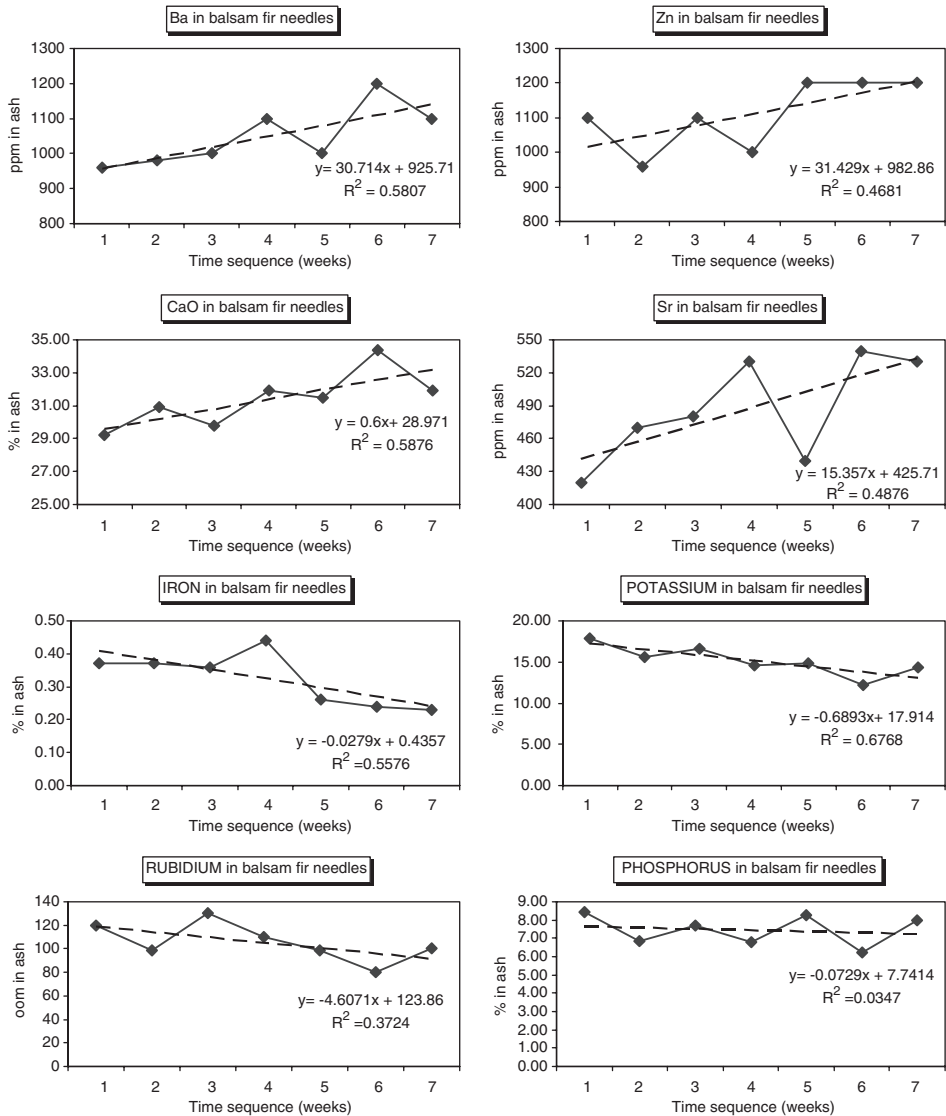 Ba in balsam fir needles
1300
1200
1100
1000
900
800
ppm in ash
y= 30.714x + 925.71
R2 = 0.5807
1 2 3 4 5 6 7
Time sequence (weeks)
Zn in balsam fir needles
1300
1200
1100
1000
900
800
ppm in ash
y = 31.429x + 982.86
R2 = 0.4681
1 2 3 4 5 6 7
Time sequence (weeks)
CaO in balsam fir needles
35.00
33.00
31.00
29.00
27.00
25.00
% in ash
y = 0.6x+ 28.971
R2 = 0.5876
1 2 3 4 5 6 7
Time sequence (weeks)
Sr in balsam fir needles
550
520
490
460
430
400
ppm in ash
y = 15.357x + 425.71
R2 = 0.4876
1 2 3 4 5 6 7
Time sequence (weeks)
IRON in balsam fir needles
0.50
0.40
0.30
0.20
0.10
0.00
% in ash
y = -0.0279x + 0.4357
R2 =0.5576
1 2 3 4 5 6 7
Time sequence (weeks)
POTASSIUM in balsam fir needles
20.00
15.00
10.00
5.00
0.00
% in ash
y = -0.6893x+ 17.914
R2 = 0.6768
1 2 3 4 5 6 7
Time sequence (weeks)
RUBIDIUM in balsam fir needles
140
120
100
80
60
40
20
0
oom in ash
y= -4.6071x + 123.86
R2 =0.3724
1 2 3 4 5 6 7
Time sequence (weeks)
PHOSPHORUS in balsam fir needles
9.00
8.00
7.00
6.00
5.00
4.00
3.00
2.00
1.00
0.00
% in ash
y= -0.0729x + 7.7414
R2 =0.0347
1 2 3 4 5 6 7
Time sequence (weeks)